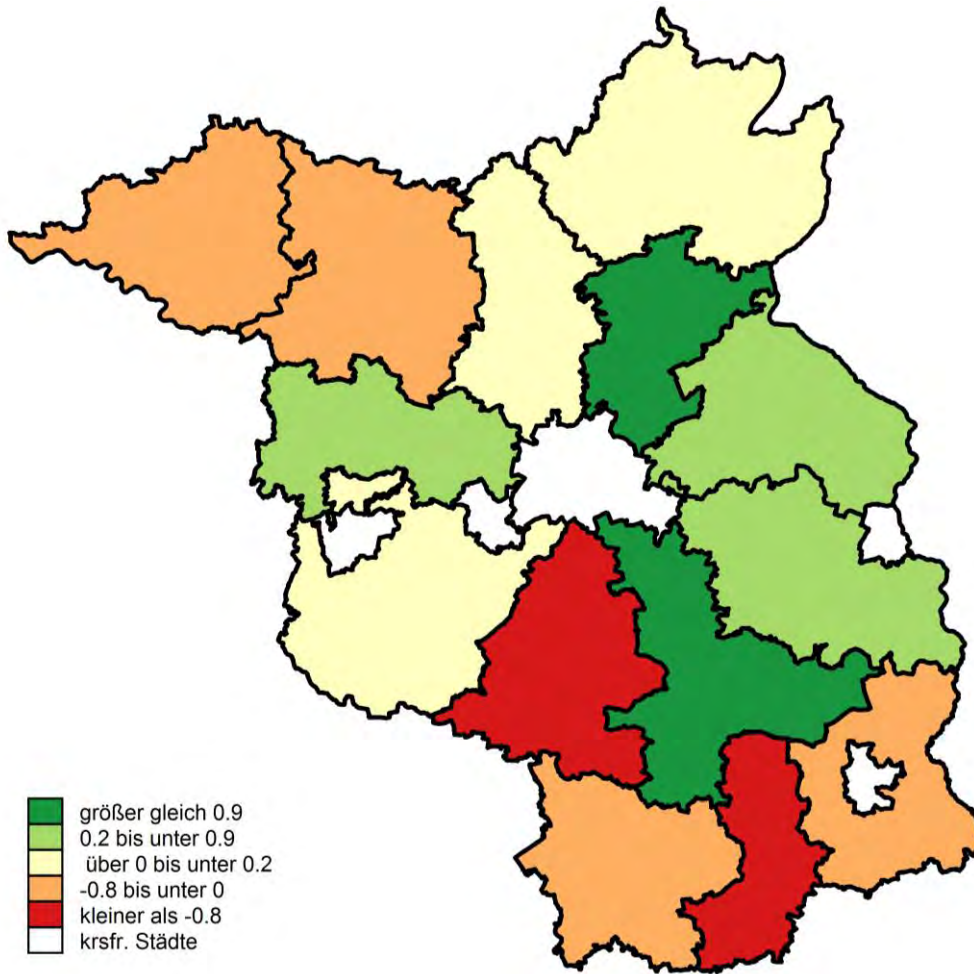 größer gleich 0.9
0.2 bis unter 0.9
über 0 bis unter 0.2
-0.8 bis unter 0
kleiner als -0.8
krsfr. Städte